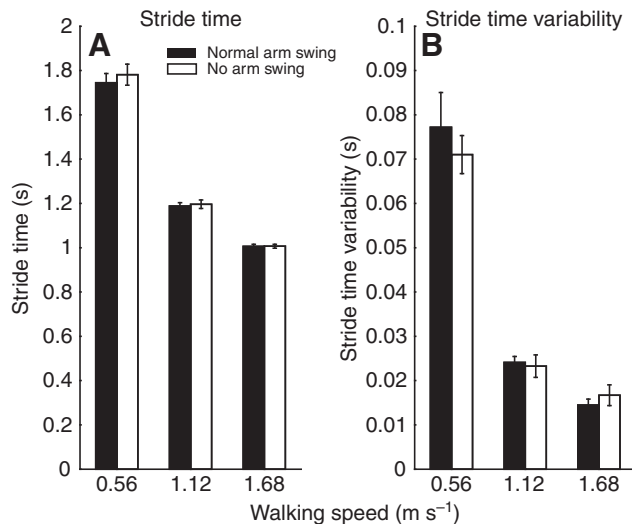 Stride time
Stride time variability
A
B
Normal arm swing
No arm swing
Stride time (s)
2
1.8
1.6
1.4
1.2
1
0.8
0.6
0.4
0.2
0
Stride time variability (s)
0.1
0.09
0.08
0.07
0.06
0.05
0.04
0.03
0.02
0.01
0
0.56 1.12 1.68
0.56 1.12 1.68
Walking speed (m s⁻¹)